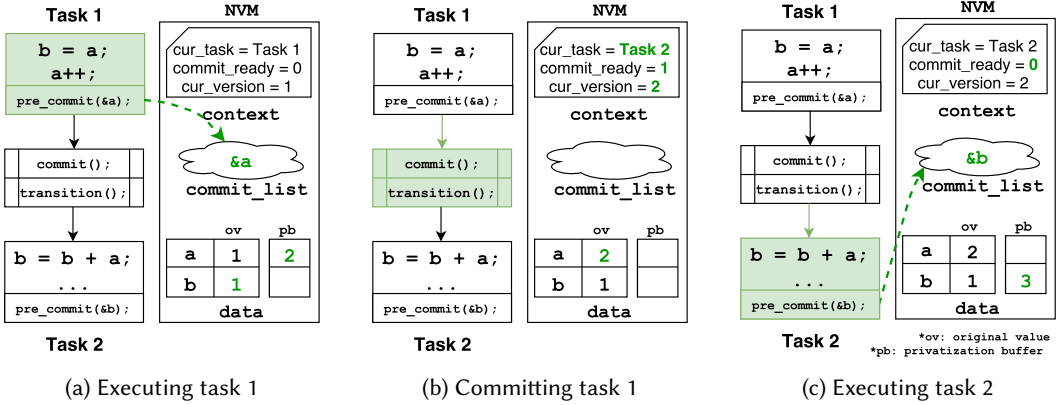 Task 1
b = a;
a++;
pre_commit(&a);
commit();
transition();
b = b + a;
...
pre_commit(&b);
Task 2
NVM
cur_task = Task 1
commit_ready = 0
cur_version = 1
context
&a
commit_list
ov pb
a 1 2
b 1
data
(a) Executing task 1
Task 1
b = a;
a++;
pre_commit(&a);
commit();
transition();
b = b + a;
...
pre_commit(&b);
Task 2
NVM
cur_task = Task 2
commit_ready = 1
cur_version = 2
context
commit_list
ov pb
a 2
b 1
data
(b) Committing task 1
Task 1
b = a;
a++;
pre_commit(&a);
commit();
transition();
b = b + a;
...
pre_commit(&b);
Task 2
NVM
cur_task = Task 2
commit_ready = 0
cur_version = 2
context
&b
commit_list
ov pb
a 2
b 1 3
data
*ov: original value
*pb: privatization buffer
(c) Executing task 2